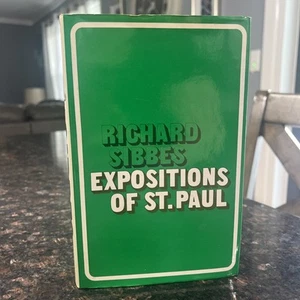 RICHARD
SIBBES
EXPOSITIONS
OF ST. PAUL